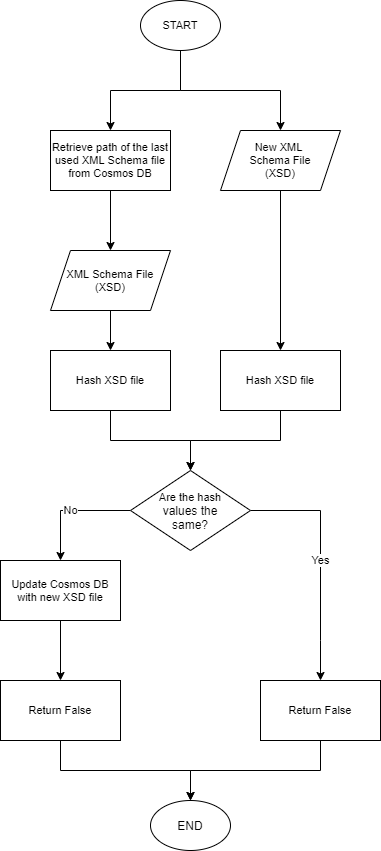 START
Retrieve path of the last
used XML Schema file
from Cosmos DB
New XML
Schema File
(XSD)
XML Schema File
(XSD)
Hash XSD file
Hash XSD file
Are the hash
values the
same?
No
Yes
Update Cosmos DB
with new XSD file
Return False
Return False
END